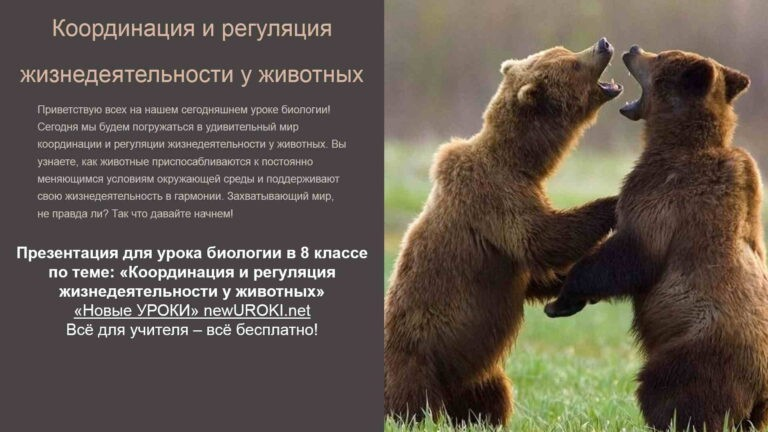 Координация и регуляция
жизнедеятельности у животных
Приветствую всех на нашем сегодняшнем уроке биологии!
Сегодня мы будем погружаться в удивительный мир
координации и регуляции жизнедеятельности у животных. Вы
узнаете, как животные приспосабливаются к постоянно
меняющимся условиям окружающей среды и поддерживают
свою жизнедеятельность в гармонии. Захватывающий мир,
не правда ли? Так что давайте начнем!
Презентация для урока биологии в 8 классе
по теме: «Координация и регуляция
жизнедеятельности у животных»
«Новые УРОКИ» newUROKI.net
Всё для учителя – всё бесплатно!